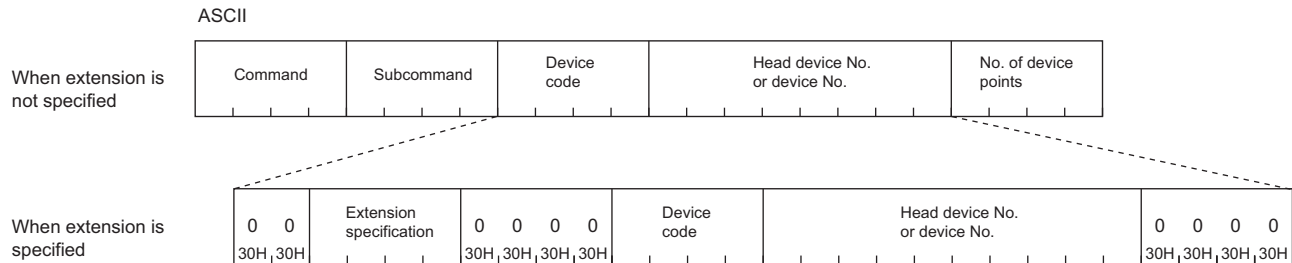 ASCII
When extension is
not specified
Command
Subcommand
Device
code
Head device No.
or device No.
No. of device
points
When extension is
specified
0 0
30H 30H
Extension
specification
0 0 0 0
30H 30H 30H 30H
Device
code
Head device No.
or device No.
0 0 0 0
30H 30H 30H 30H